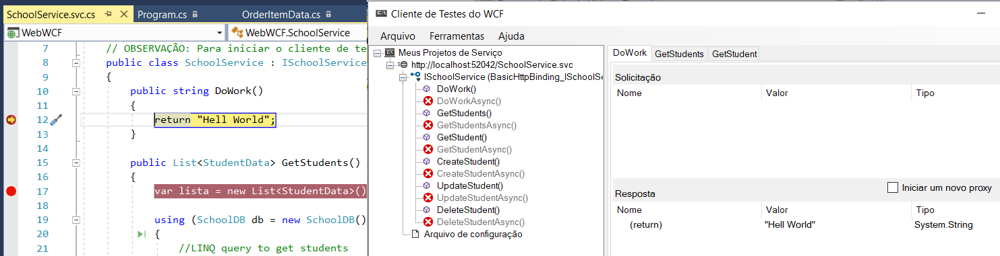 SchoolService.svc.cs
Program.cs
OrderItemData.cs
WebWCF
WebWCF.SchoolService
7 // OBSERVAÇÃO: Para iniciar o cliente de te
8 public class SchoolService : ISchoolService
9 {
10 public string DoWork()
11 {
12 return "Hell World";
13 }
14
15 public List<StudentData> GetStudents()
16 {
17 var lista = new List<StudentData>()
18
19 using (SchoolDB db = new SchoolDB()
20 {
21 //LINQ query to get students
Cliente de Testes do WCF
Arquivo Ferramentas Ajuda
Meus Projetos de Serviço
http://localhost:52042/SchoolService.svc
ISchoolService (BasicHttpBinding_ISchoolSe
DoWork()
DoWorkAsync()
GetStudents()
GetStudentsAsync()
GetStudent()
GetStudentAsync()
CreateStudent()
CreateStudentAsync()
UpdateStudent()
UpdateStudentAsync()
DeleteStudent()
DeleteStudentAsync()
Arquivo de configuração
DoWork GetStudents GetStudent
Solicitação
Nome Valor Tipo
Iniciar um novo proxy
Resposta
Nome Valor Tipo
(return) "Hell World" System.String